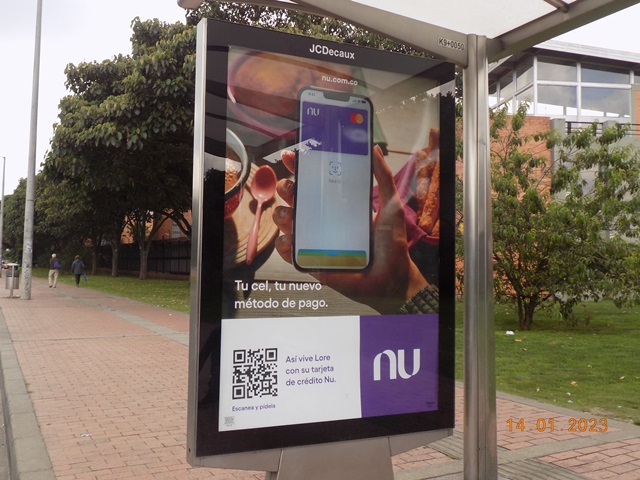 JCDecaux
K9+0050
nu.com.co
nu
Tu cel, tu nuevo
método de pago.
Así vive Lore
con su tarjeta
de crédito Nu.
Escanea y pídela
nu
14.01.2023